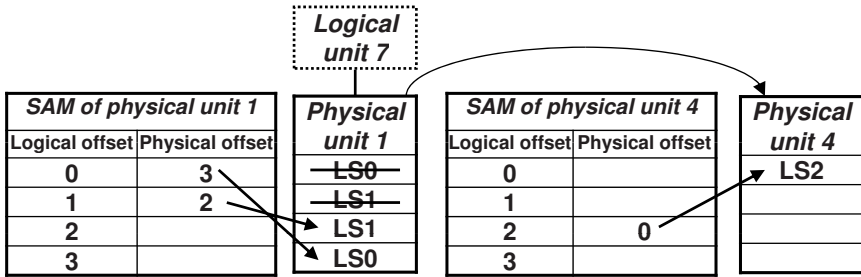 Logical
unit 7
SAM of physical unit 1
Logical offset Physical offset
0 3
1 2
2
3
Physical
unit 1
LS0
LS1
LS1
LS0
SAM of physical unit 4
Logical offset Physical offset
0
1
2 0
3
Physical
unit 4
LS2